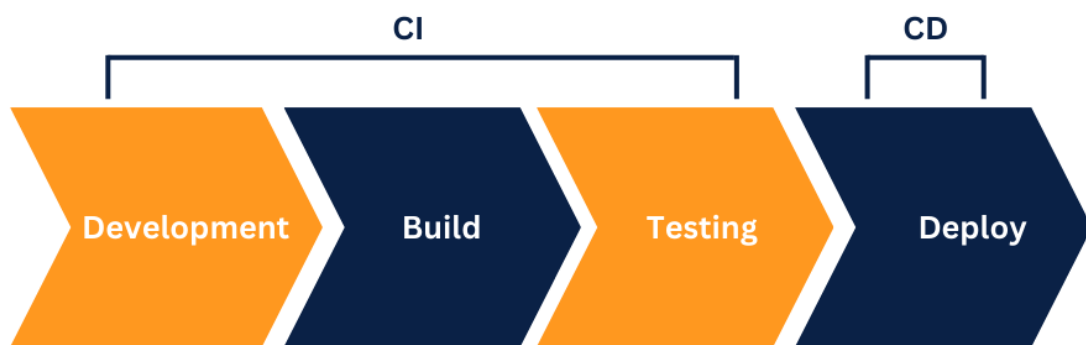 CI
CD
Development
Build
Testing
Deploy